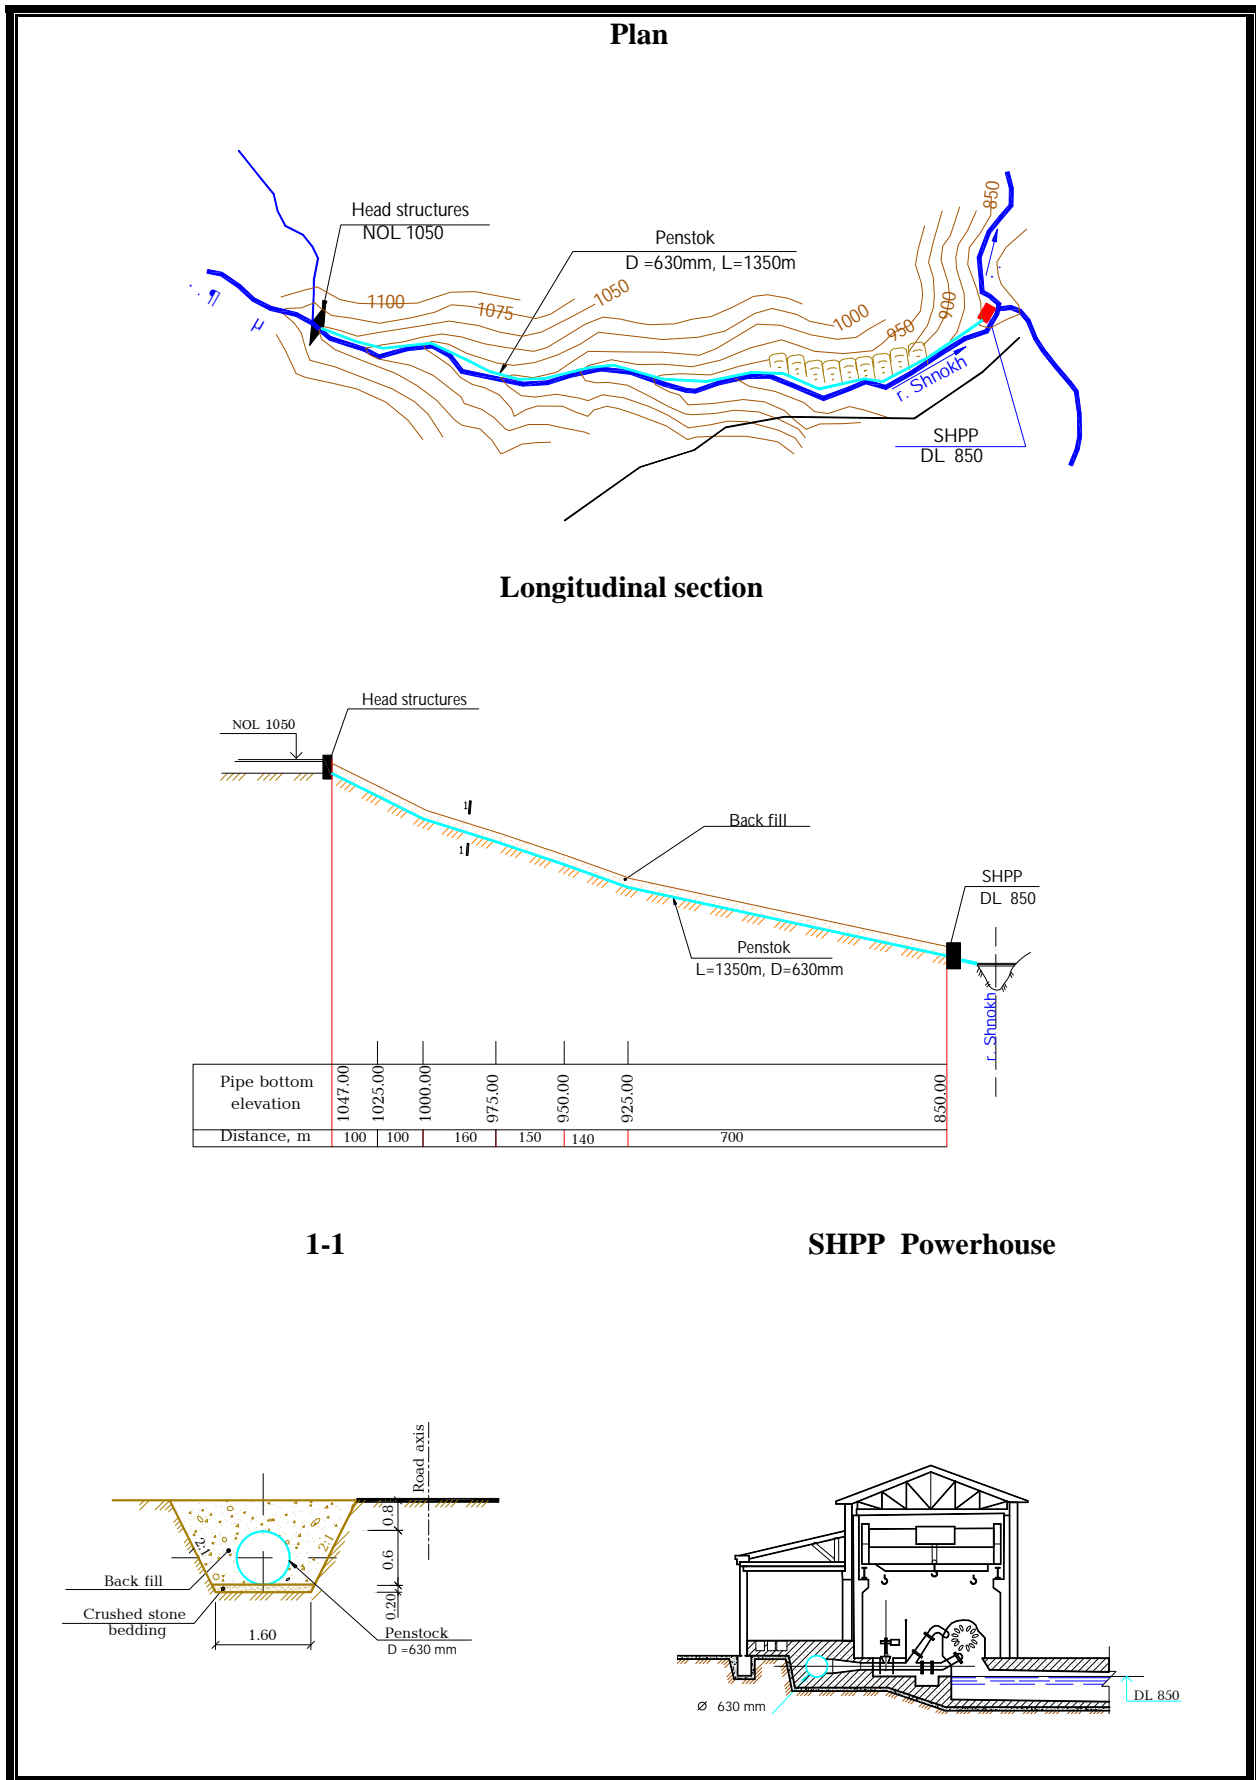 Plan
Head structures
NOL 1050
Penstok
D =630mm, L=1350m
1100
1075
1050
1000
950
900
850
. . ¶
µ
r. Shnokh
SHPP
DL 850
Longitudinal section
Head structures
NOL 1050
1
1
Back fill
SHPP
DL 850
Penstok
L=1350m, D=630mm
r. Shnokh
Pipe bottom
elevation
1047.00
1025.00
1000.00
975.00
950.00
925.00
850.00
Distance, m
100
100
160
150
140
700
1-1
SHPP Powerhouse
Road axis
0.8
0.6
0.20
2:1
2:1
Back fill
Crushed stone
bedding
1.60
Penstock
D =630 mm
Ø 630 mm
DL 850